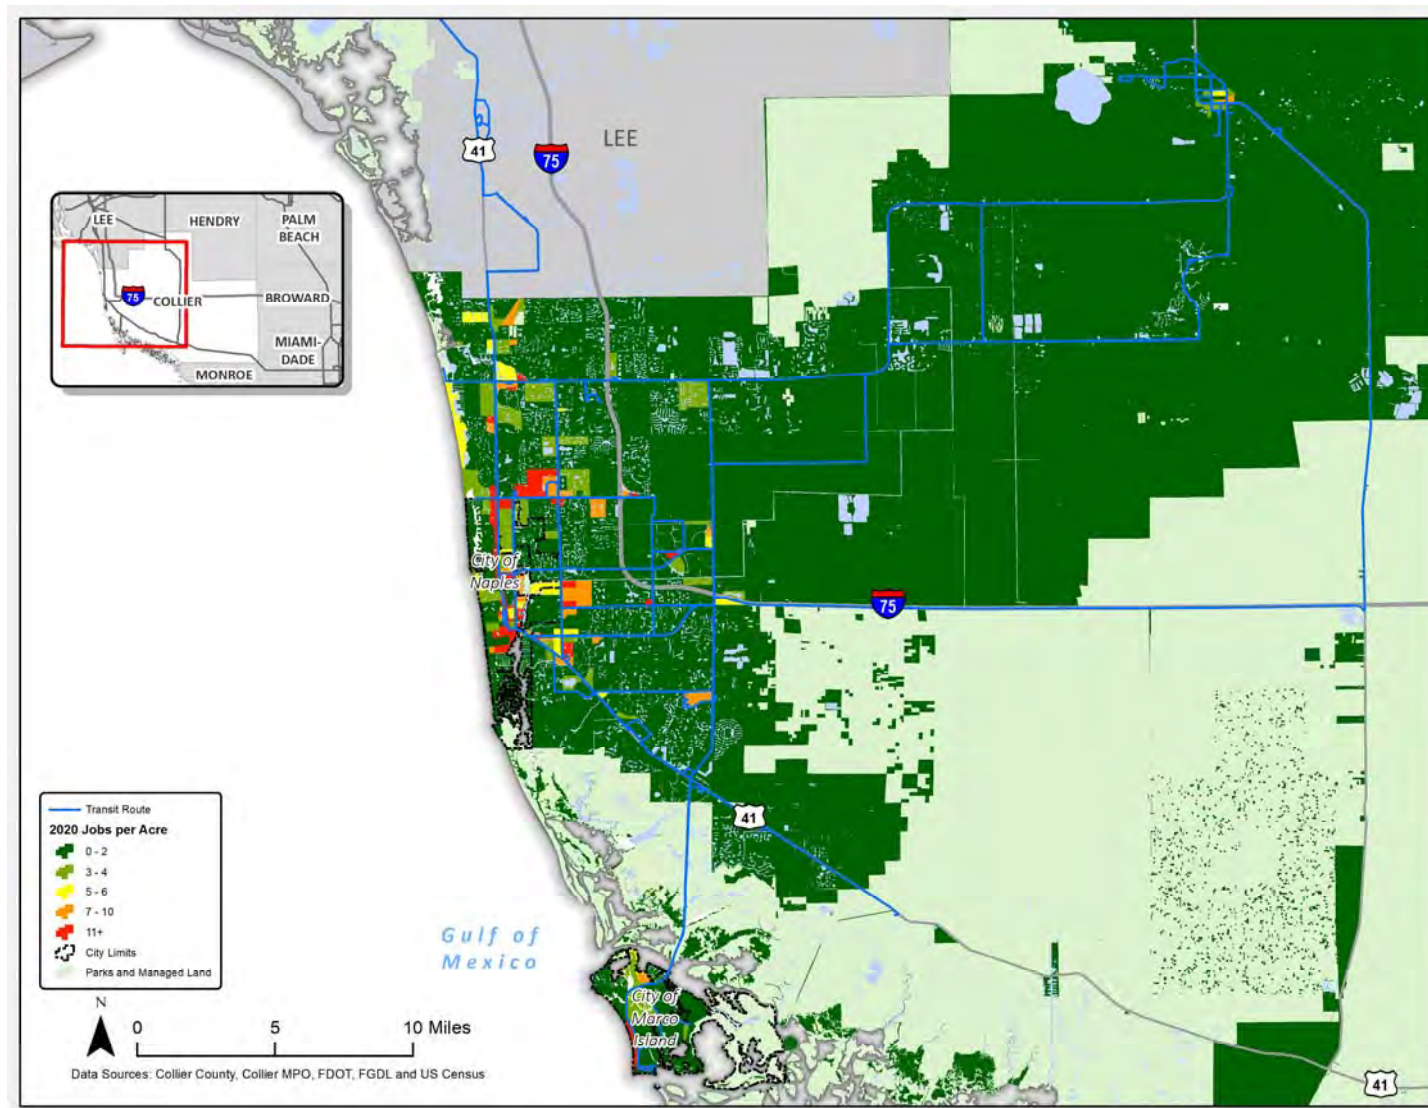 41
75
LEE
LEE
HENDRY
PALM
BEACH
75
COLLIER
BROWARD
MIAMI-
DADE
MONROE
City of
Naples
75
Transit Route
2020 Jobs per Acre
0 - 2
3 - 4
5 - 6
7 - 10
11+
City Limits
Parks and Managed Land
41
Gulf of
Mexico
City of
Marco
Island
N
0 5 10 Miles
Data Sources: Collier County, Collier MPO, FDOT, FGDL and US Census
41